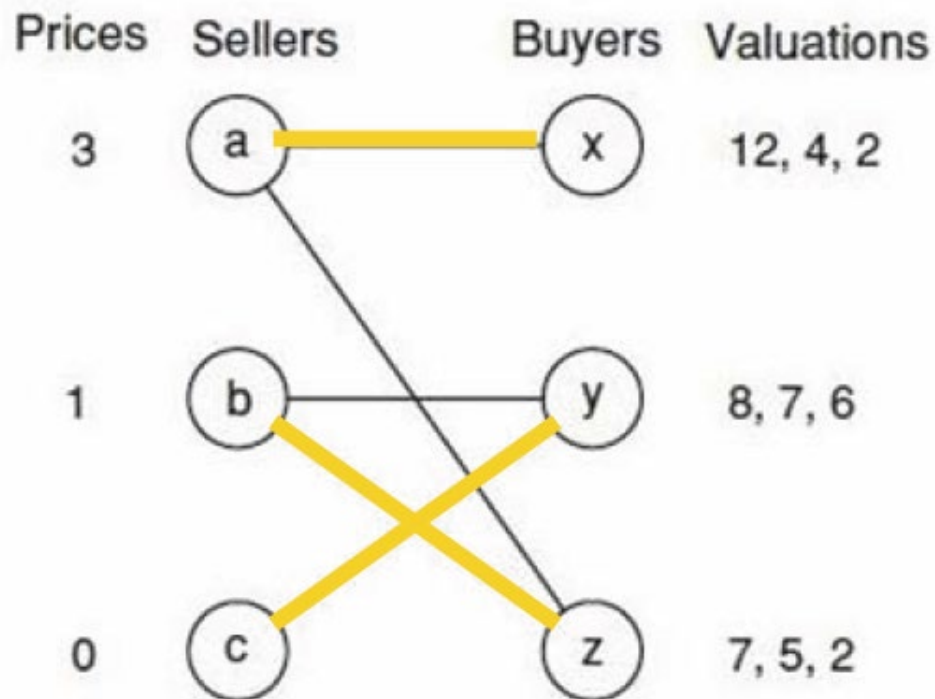 Prices Sellers Buyers Valuations
3 a x 12, 4, 2
1 b y 8, 7, 6
0 c z 7, 5, 2